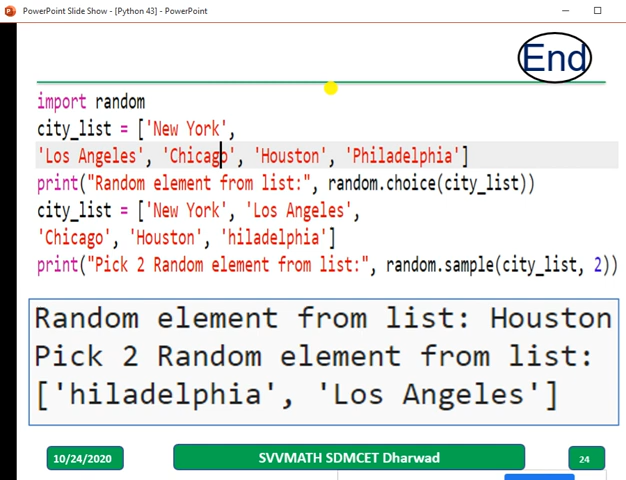 PowerPoint Slide Show - [Python 43] - PowerPoint
End
import random
city_list = ['New York',
'Los Angeles', 'Chicago', 'Houston', 'Philadelphia']
print("Random element from list:", random.choice(city_list))
city_list = ['New York', 'Los Angeles',
'Chicago', 'Houston', 'hiladelphia']
print("Pick 2 Random element from list:", random.sample(city_list, 2))
Random element from list: Houston
Pick 2 Random element from list:
['hiladelphia', 'Los Angeles']
10/24/2020
SVVMATH SDMCET Dharwad
24